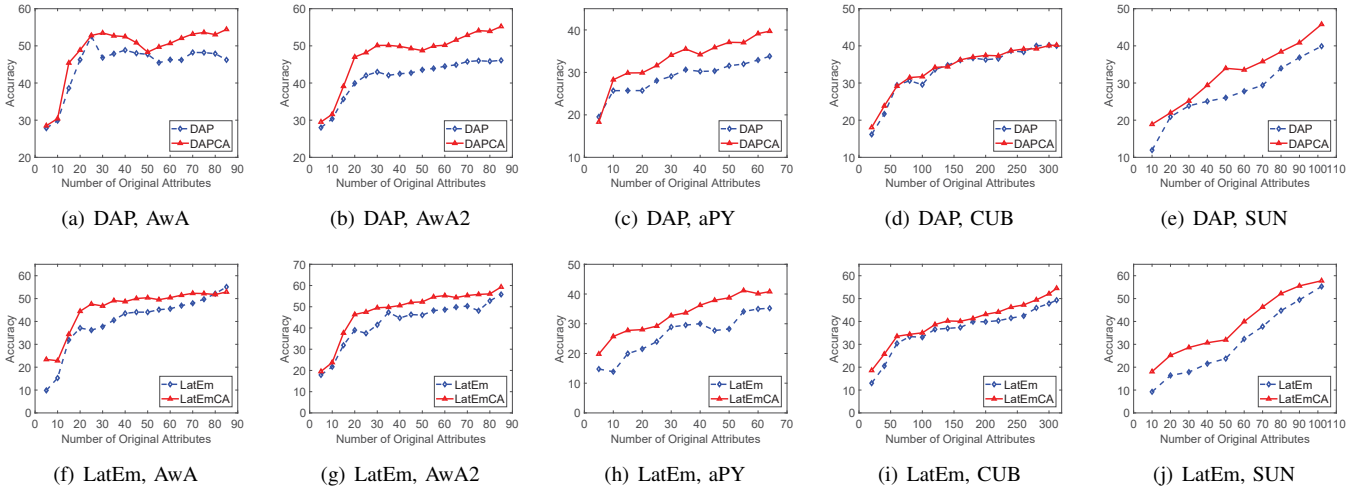 60
50
40
30
20
Accuracy
0 10 20 30 40 50 60 70 80 90
Number of Original Attributes
DAP
DAPCA
(a) DAP, AwA
60
50
40
30
20
Accuracy
0 10 20 30 40 50 60 70 80 90
Number of Original Attributes
DAP
DAPCA
(b) DAP, AwA2
40
30
20
10
Accuracy
0 10 20 30 40 50 60 70
Number of Original Attributes
DAP
DAPCA
(c) DAP, aPY
50
40
30
20
10
Accuracy
0 50 100 150 200 250 300
Number of Original Attributes
DAP
DAPCA
(d) DAP, CUB
50
40
30
20
10
Accuracy
0 10 20 30 40 50 60 70 80 90 100 110
Number of Original Attributes
DAP
DAPCA
(e) DAP, SUN
60
50
40
30
20
10
0
Accuracy
0 10 20 30 40 50 60 70 80 90
Number of Original Attributes
LatEm
LatEmCA
(f) LatEm, AwA
70
60
50
40
30
20
10
0
Accuracy
0 10 20 30 40 50 60 70 80 90
Number of Original Attributes
LatEm
LatEmCA
(g) LatEm, AwA2
50
40
30
20
10
0
Accuracy
0 10 20 30 40 50 60 70
Number of Original Attributes
LatEm
LatEmCA
(h) LatEm, aPY
60
50
40
30
20
10
0
Accuracy
0 50 100 150 200 250 300
Number of Original Attributes
LatEm
LatEmCA
(i) LatEm, CUB
60
50
40
30
20
10
0
Accuracy
0 10 20 30 40 50 60 70 80 90 100 110
Number of Original Attributes
LatEm
LatEmCA
(j) LatEm, SUN